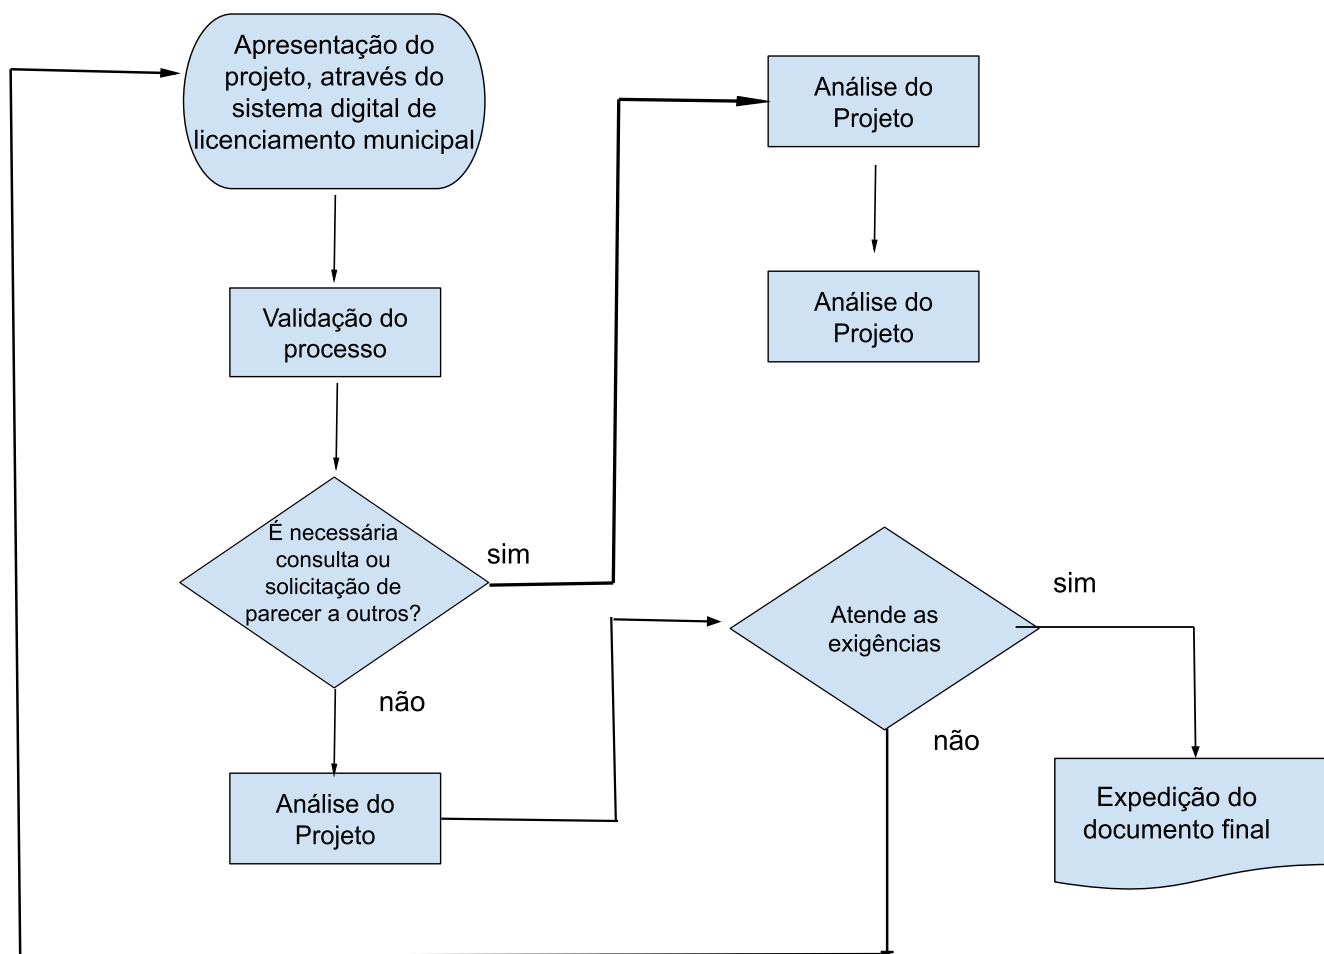 Apresentação do
projeto, através do
sistema digital de
licenciamento municipal
Validação do
processo
É necessária
consulta ou
solicitação de
parecer a outros?
sim
não
Análise do
Projeto
Análise do
Projeto
Análise do
Projeto
Atende as
exigências
sim
não
Expedição do
documento final